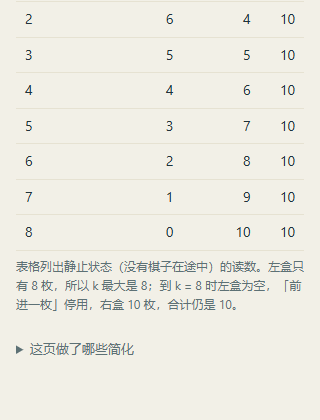 2 6 4 10
3 5 5 10
4 4 6 10
5 3 7 10
6 2 8 10
7 1 9 10
8 0 10 10
表格列出静止状态（没有棋子在途中）的读数。左盒只
有 8 枚，所以 k 最大是 8；到 k = 8 时左盒为空，「前
进一枚」停用，右盒 10 枚，合计仍是 10。
▶ 这页做了哪些简化